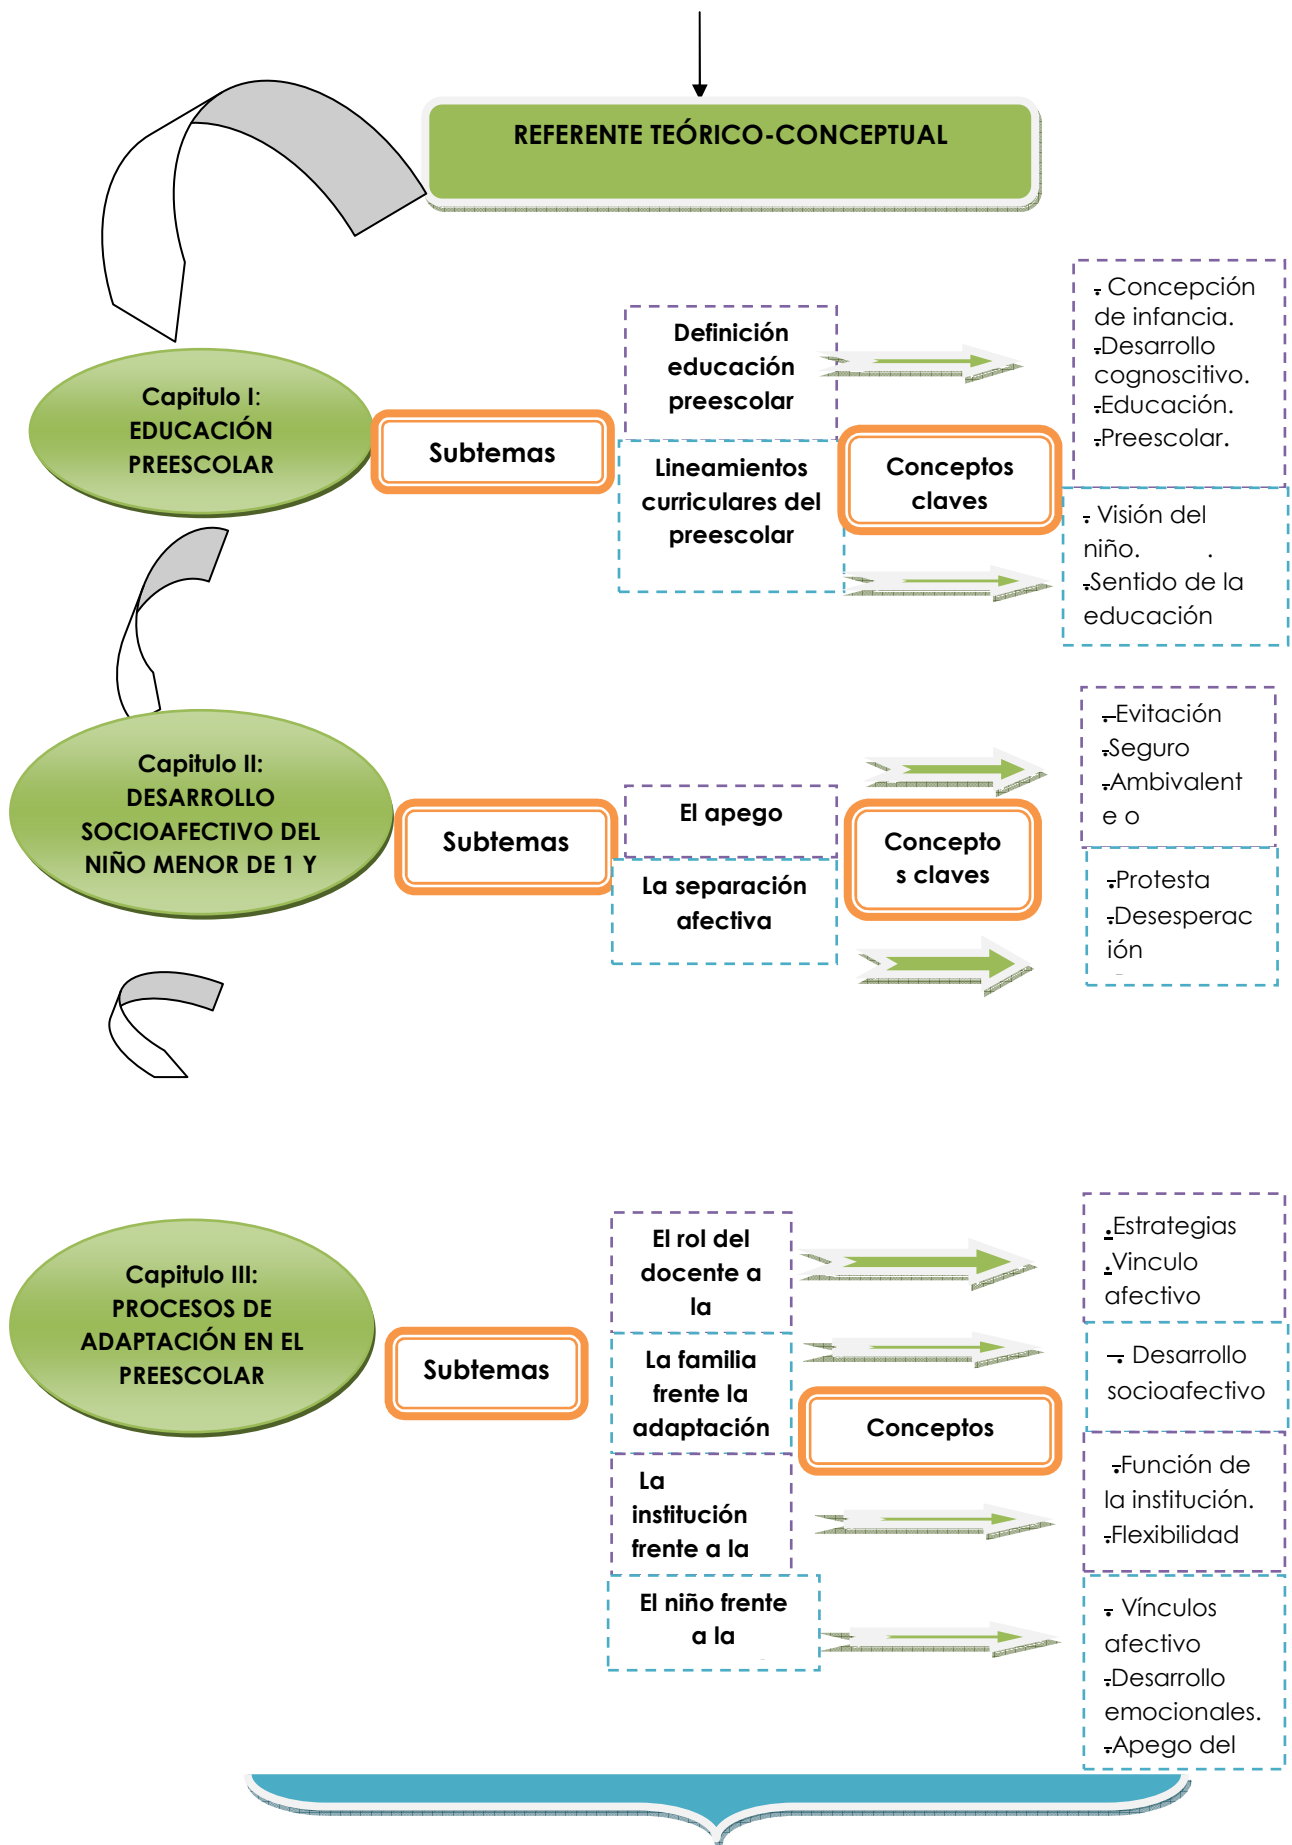 REFERENTE TEÓRICO-CONCEPTUAL
Capitulo I:
EDUCACIÓN
PREESCOLAR
Subtemas
Definición
educación
preescolar
Lineamientos
curriculares del
preescolar
Conceptos
claves
. Concepción
de infancia.
.Desarrollo
cognoscitivo.
.Educación.
.Preescolar.
. Visión del
niño. .
.Sentido de la
educación
Capitulo II:
DESARROLLO
SOCIOAFECTIVO DEL
NIÑO MENOR DE 1 Y
Subtemas
El apego
La separación
afectiva
Concepto
s claves
.Evitación
.Seguro
.Ambivalent
e o
.Protesta
.Desesperac
ión
Capitulo III:
PROCESOS DE
ADAPTACIÓN EN EL
PREESCOLAR
Subtemas
El rol del
docente a
la
La familia
frente la
adaptación
La
institución
frente a la
El niño frente
a la
Conceptos
.Estrategias
.Vinculo
afectivo
. Desarrollo
socioafectivo
.Función de
la institución.
.Flexibilidad
. Vínculos
afectivo
.Desarrollo
emocionales.
.Apego del